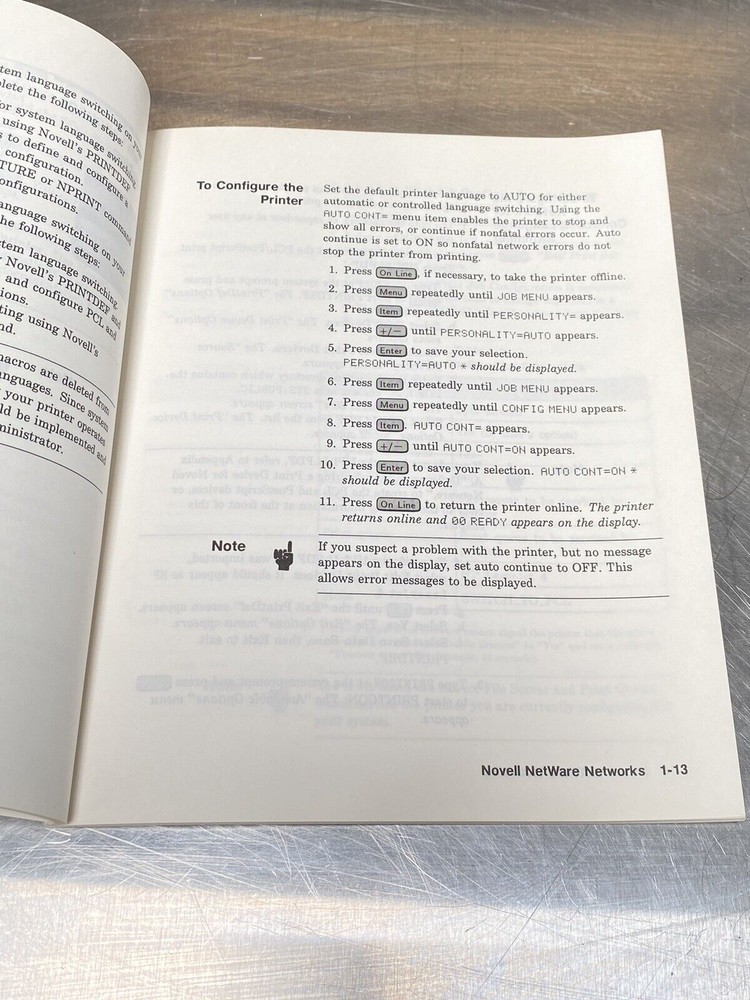 tem language switching on your
lete the following steps:
or system language switching.
using Novell's PRINTDEF
s to define and configure a
configuration.
TURE or NPRINT command
onfigurations.
anguage switching on your
he following steps:
tem language switching.
Novell's PRINTDEF and
and configure PCL and
ions.
ting using Novell's
nd.
nacros are deleted from
nguages. Since system
your printer operates
ld be implemented and
ministrator.
To Configure the
Printer
Set the default printer language to AUTO for either
automatic or controlled language switching. Using the
AUTO CONT= menu item enables the printer to stop and
show all errors, or continue if nonfatal errors occur. Auto
continue is set to ON so nonfatal network errors do not
stop the printer from printing.
1. Press On Line, if necessary, to take the printer offline.
2. Press Menu repeatedly until JOB MENU appears.
3. Press Item repeatedly until PERSONALITY= appears.
4. Press +/− until PERSONALITY=AUTO appears.
5. Press Enter to save your selection.
PERSONALITY=AUTO * should be displayed.
6. Press Item repeatedly until JOB MENU appears.
7. Press Menu repeatedly until CONFIG MENU appears.
8. Press Item. AUTO CONT= appears.
9. Press +/− until AUTO CONT=ON appears.
10. Press Enter to save your selection. AUTO CONT=ON *
should be displayed.
11. Press On Line to return the printer online. The printer
returns online and 00 READY appears on the display.
Note
If you suspect a problem with the printer, but no message
appears on the display, set auto continue to OFF. This
allows error messages to be displayed.
Novell NetWare Networks 1-13